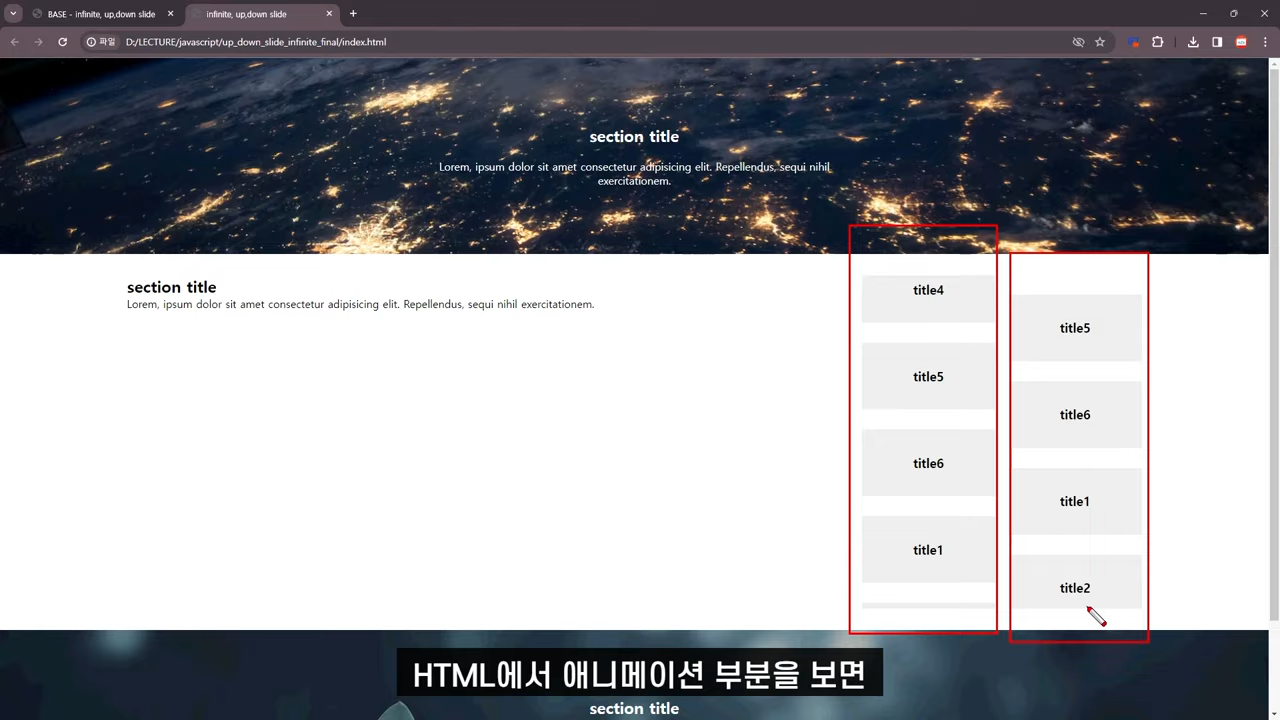 BASE - infinite, up,down slide
infinite, up,down slide
파일
D:/LECTURE/javascript/up_down_slide_infinite_final/index.html
section title
Lorem, ipsum dolor sit amet consectetur adipisicing elit. Repellendus, sequi nihil
exercitationem.
section title
Lorem, ipsum dolor sit amet consectetur adipisicing elit. Repellendus, sequi nihil exercitationem.
title4
title5
title6
title1
title5
title6
title1
title2
HTML에서 애니메이션 부분을 보면
section title